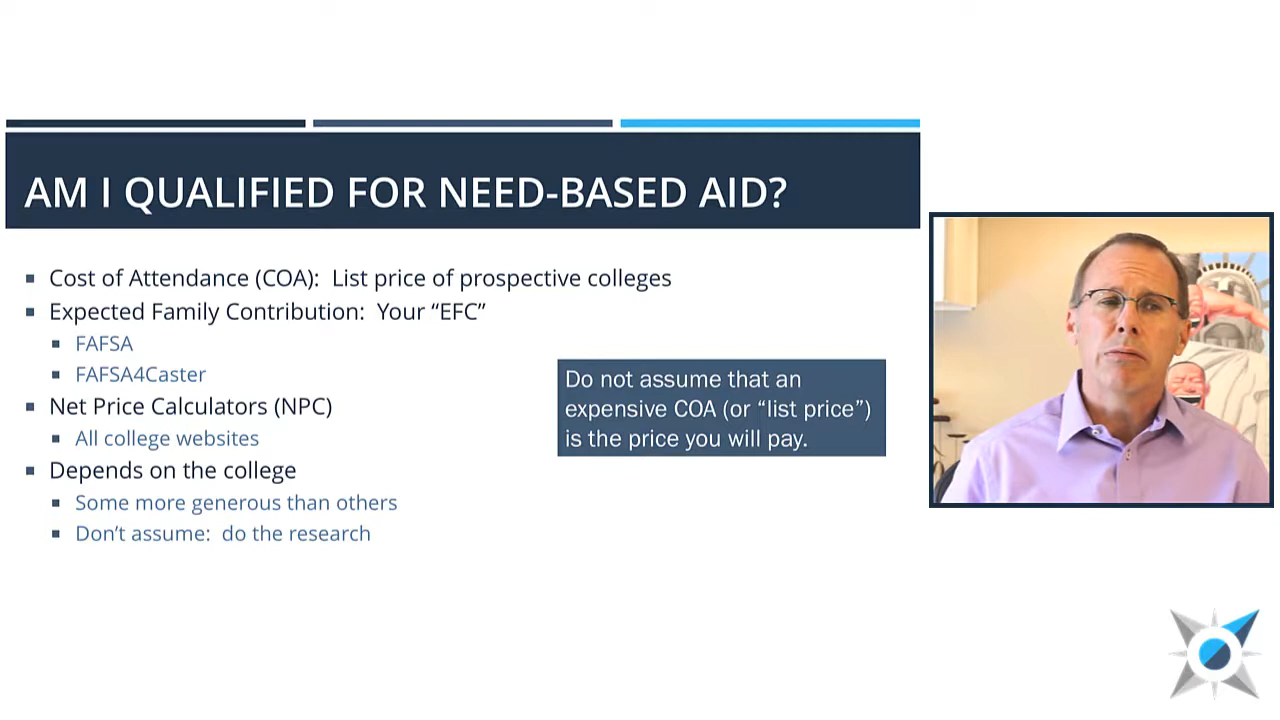 AM I QUALIFIED FOR NEED-BASED AID?
Cost of Attendance (COA):  List price of prospective colleges
Expected Family Contribution:  Your “EFC”
FAFSA
FAFSA4Caster
Net Price Calculators (NPC)
All college websites
Depends on the college
Some more generous than others
Don’t assume:  do the research
Do not assume that an
expensive COA (or “list price”)
is the price you will pay.